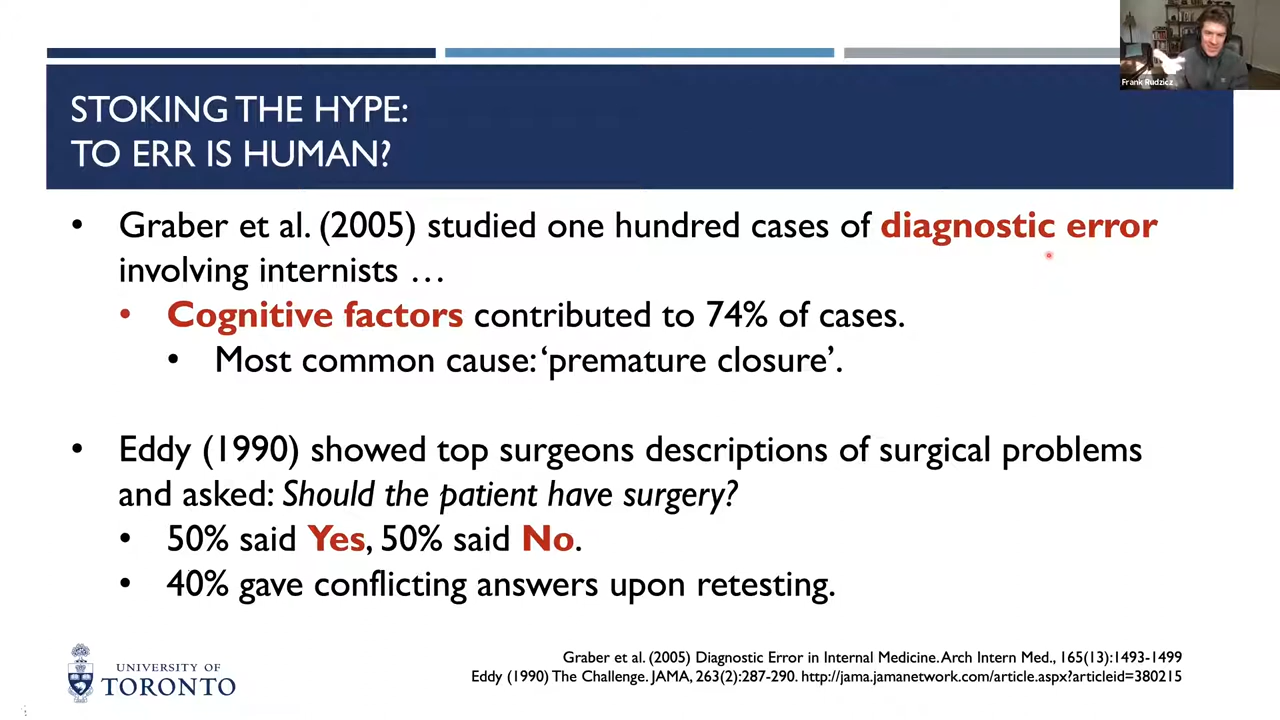 Frank Rudzicz
STOKING THE HYPE:
TO ERR IS HUMAN?
• Graber et al. (2005) studied one hundred cases of diagnostic error
involving internists …
• Cognitive factors contributed to 74% of cases.
• Most common cause: ‘premature closure’.
• Eddy (1990) showed top surgeons descriptions of surgical problems
and asked: Should the patient have surgery?
• 50% said Yes, 50% said No.
• 40% gave conflicting answers upon retesting.
UNIVERSITY OF
TORONTO
Graber et al. (2005) Diagnostic Error in Internal Medicine. Arch Intern Med., 165(13):1493-1499
Eddy (1990) The Challenge. JAMA, 263(2):287-290. http://jama.jamanetwork.com/article.aspx?articleid=380215